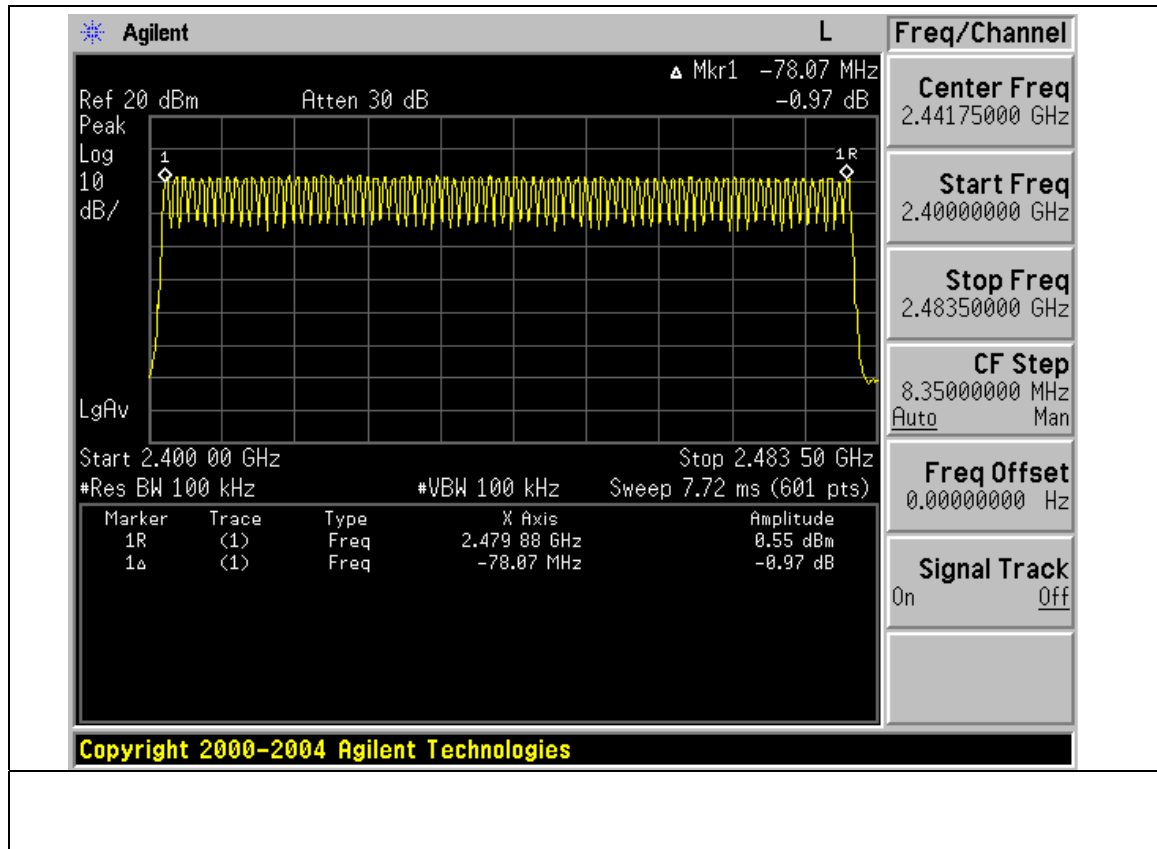 Agilent L Freq/Channel
Δ Mkr1 -78.07 MHz
Ref 20 dBm Atten 30 dB -0.97 dB
Peak
Log
10
dB/
1
1R
LgAv
Start 2.400 00 GHz Stop 2.483 50 GHz
#Res BW 100 kHz #VBW 100 kHz Sweep 7.72 ms (601 pts)
Marker Trace Type X Axis Amplitude
1R (1) Freq 2.479 88 GHz 0.55 dBm
1Δ (1) Freq -78.07 MHz -0.97 dB
Center Freq
2.44175000 GHz
Start Freq
2.40000000 GHz
Stop Freq
2.48350000 GHz
CF Step
8.35000000 MHz
Auto Man
Freq Offset
0.00000000 Hz
Signal Track
On Off
Copyright 2000-2004 Agilent Technologies